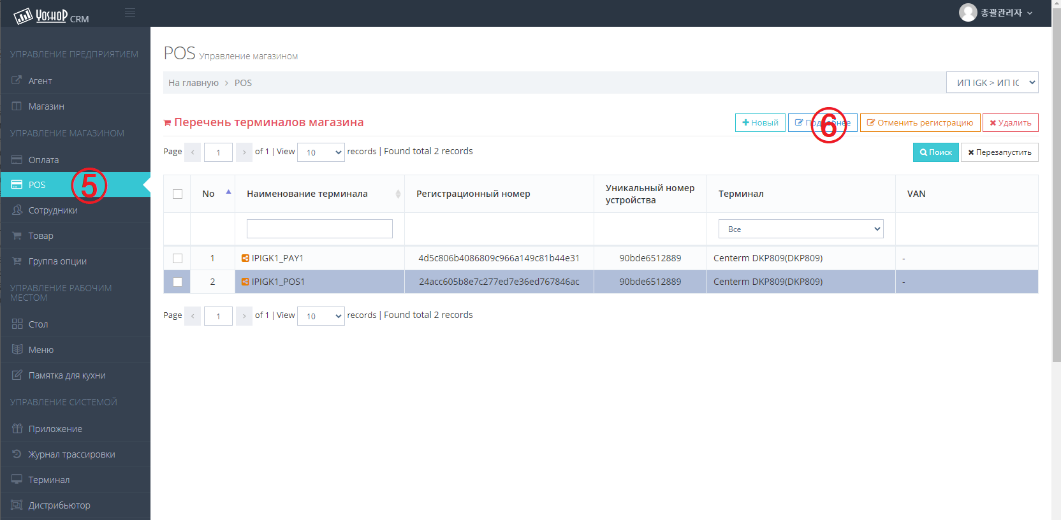 YOSHOP CRM
총괄관리자
УПРАВЛЕНИЕ ПРЕДПРИЯТИЕМ
Агент
Магазин
УПРАВЛЕНИЕ МАГАЗИНОМ
Оплата
POS
⑤
Сотрудники
Товар
Группа опции
УПРАВЛЕНИЕ РАБОЧИМ
МЕСТОМ
Стол
Меню
Памятка для кухни
УПРАВЛЕНИЕ СИСТЕМОЙ
Приложение
Журнал трассировки
Терминал
Дистрибьютор
POS Управление магазином
На главную > POS
ИП IGK > ИП IG
Перечень терминалов магазина
Новый
⑥
Отменить регистрацию
Удалить
Page < 1 > of 1 | View 10 records | Found total 2 records
Поиск
Перезапустить
No Наименование терминала Регистрационный номер Уникальный номер устройства Терминал VAN
Все
1 IPIGK1_PAY1 4d5c806b4086809c966a149c81b44e31 90bde6512889 Centerm DKP809(DKP809) -
2 IPIGK1_POS1 24acc605b8e7c277ed7e36ed767846ac 90bde6512889 Centerm DKP809(DKP809) -
Page < 1 > of 1 | View 10 records | Found total 2 records